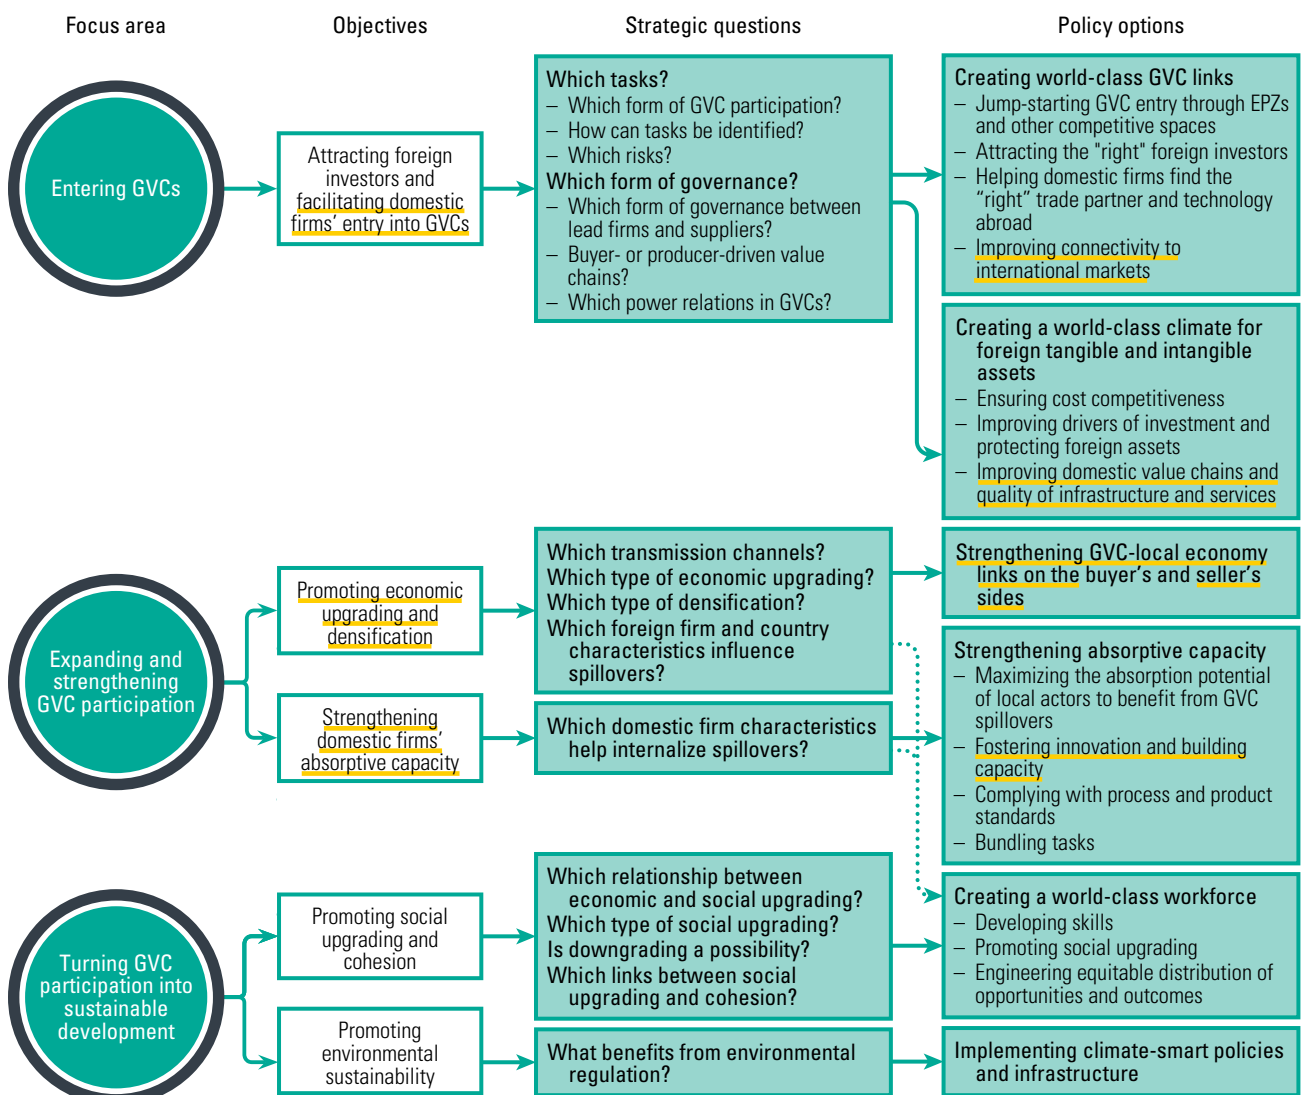 Focus area
Objectives
Strategic questions
Policy options
Entering GVCs
Attracting foreign
investors and
facilitating domestic
firms’ entry into GVCs
Which tasks?
– Which form of GVC participation?
– How can tasks be identified?
– Which risks?
Which form of governance?
– Which form of governance between
lead firms and suppliers?
– Buyer- or producer-driven value
chains?
– Which power relations in GVCs?
Creating world-class GVC links
– Jump-starting GVC entry through EPZs
and other competitive spaces
– Attracting the "right" foreign investors
– Helping domestic firms find the
“right” trade partner and technology
abroad
– Improving connectivity to
international markets
Creating a world-class climate for
foreign tangible and intangible
assets
– Ensuring cost competitiveness
– Improving drivers of investment and
protecting foreign assets
– Improving domestic value chains and
quality of infrastructure and services
Expanding and
strengthening
GVC participation
Promoting economic
upgrading and
densification
Which transmission channels?
Which type of economic upgrading?
Which type of densification?
Which foreign firm and country
characteristics influence
spillovers?
Strengthening GVC-local economy
links on the buyer’s and seller’s
sides
Strengthening
domestic firms’
absorptive capacity
Which domestic firm characteristics
help internalize spillovers?
Strengthening absorptive capacity
– Maximizing the absorption potential
of local actors to benefit from GVC
spillovers
– Fostering innovation and building
capacity
– Complying with process and product
standards
– Bundling tasks
Turning GVC
participation into
sustainable
development
Promoting social
upgrading and
cohesion
Which relationship between
economic and social upgrading?
Which type of social upgrading?
Is downgrading a possibility?
Which links between social
upgrading and cohesion?
Creating a world-class workforce
– Developing skills
– Promoting social upgrading
– Engineering equitable distribution of
opportunities and outcomes
Promoting
environmental
sustainability
What benefits from environmental
regulation?
Implementing climate-smart policies
and infrastructure